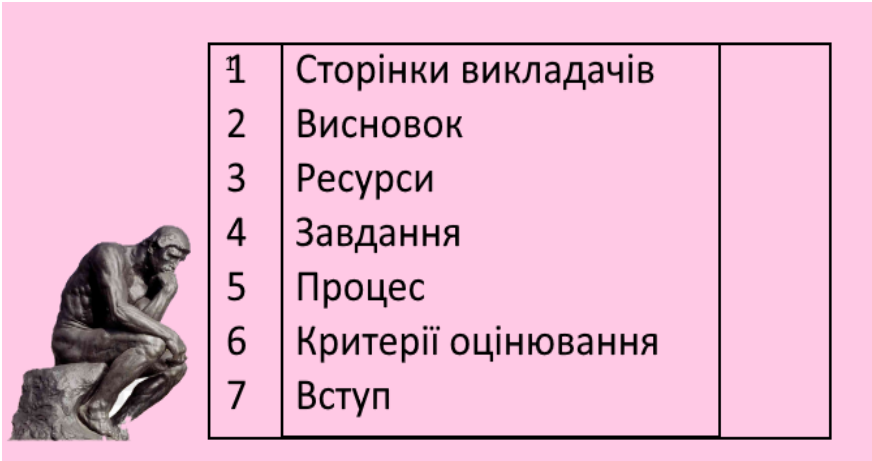 1 Сторінки викладачів
2 Висновок
3 Ресурси
4 Завдання
5 Процес
6 Критерії оцінювання
7 Вступ